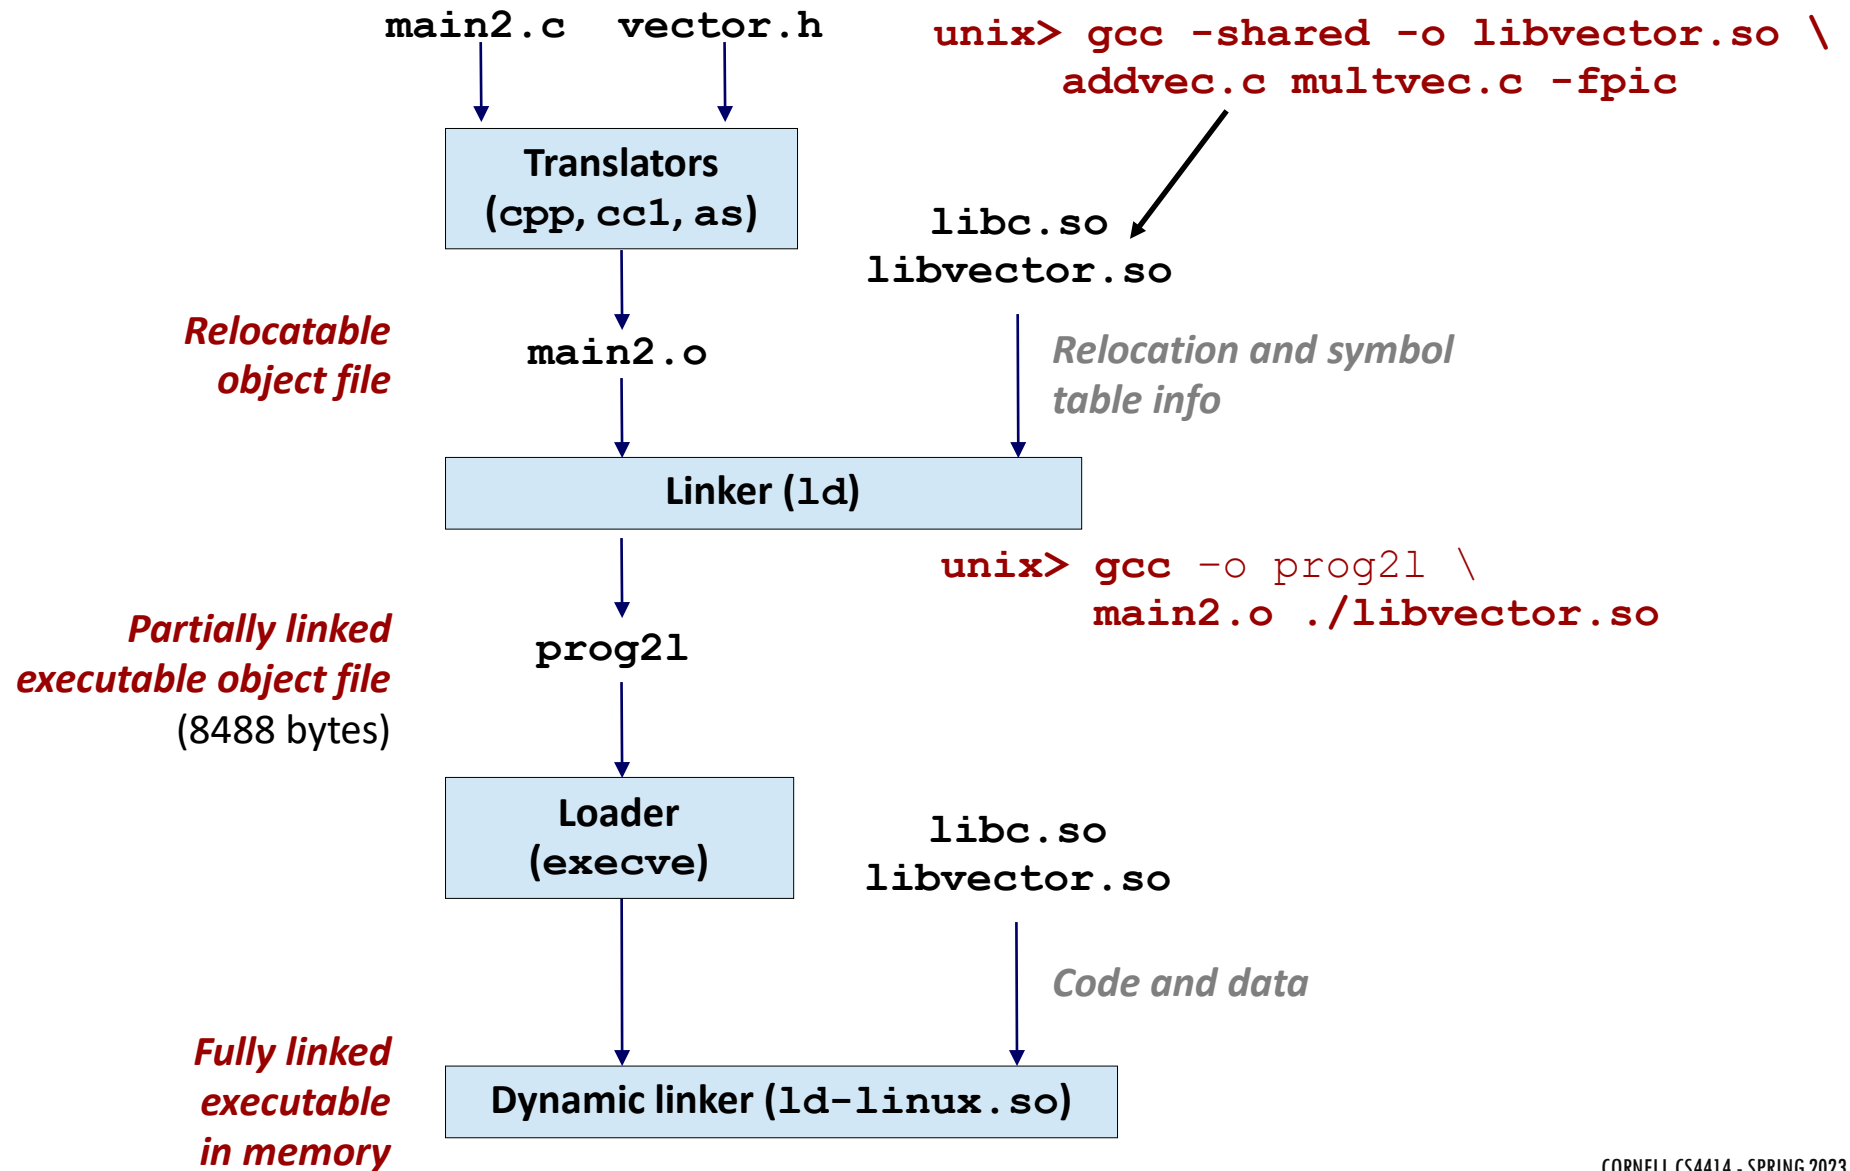 main2.c vector.h
unix> gcc -shared -o libvector.so \
addvec.c multvec.c -fpic
Translators
(cpp, cc1, as)
libc.so
libvector.so
Relocatable
object file
main2.o
Relocation and symbol
table info
Linker (ld)
unix> gcc -o prog2l \
main2.o ./libvector.so
Partially linked
executable object file
(8488 bytes)
prog2l
Loader
(execve)
libc.so
libvector.so
Code and data
Fully linked
executable
in memory
Dynamic linker (ld-linux.so)
CORNELL CS4414 - SPRING 2023